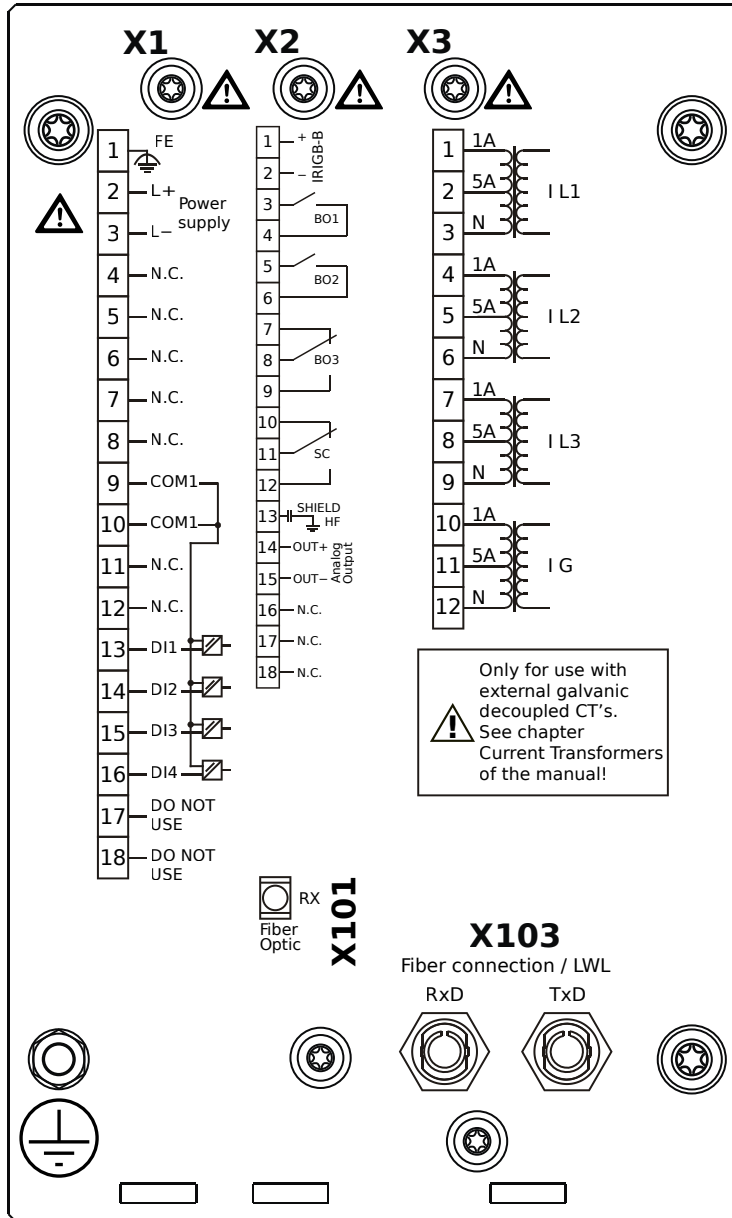 X1 X2 X3
1 FE
2 L+ Power
supply
3 L−
4 N.C.
5 N.C.
6 N.C.
7 N.C.
8 N.C.
9 COM1
10 COM1
11 N.C.
12 N.C.
13 DI1
14 DI2
15 DI3
16 DI4
17 DO NOT
USE
18 DO NOT
USE
1 +
2 −
IRIGB-B
3
4
BO1
5
6
BO2
7
8 BO3
9
10
11 SC
12
13 SHIELD
HF
14 OUT+
15 OUT−
Analog
Output
16 N.C.
17 N.C.
18 N.C.
1 1A
2 5A I L1
3 N
4 1A
5 5A I L2
6 N
7 1A
8 5A I L3
9 N
10 1A
11 5A I G
12 N
Only for use with
external galvanic
decoupled CT's.
See chapter
Current Transformers
of the manual!
RX
Fiber
Optic
X101
X103
Fiber connection / LWL
RxD TxD